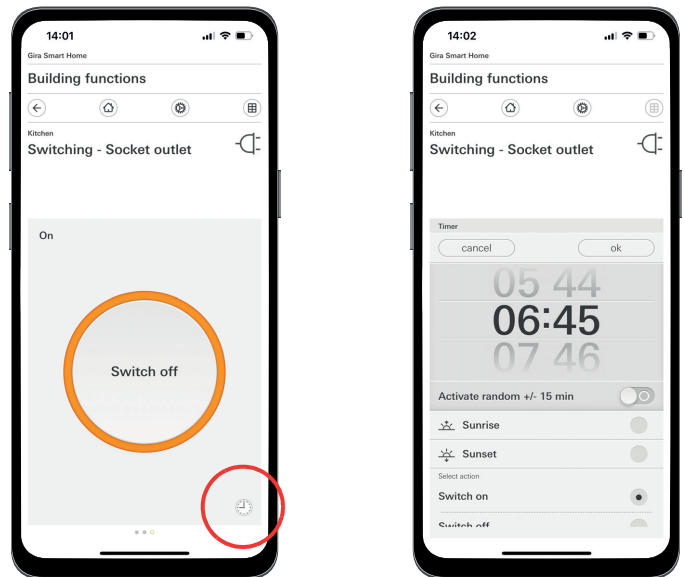 14:01
Gira Smart Home
Building functions
Kitchen
Switching - Socket outlet
On
Switch off
14:02
Gira Smart Home
Building functions
Kitchen
Switching - Socket outlet
Timer
cancel
ok
05 44
06:45
07 46
Activate random +/- 15 min
Sunrise
Sunset
Select action
Switch on
Switch off